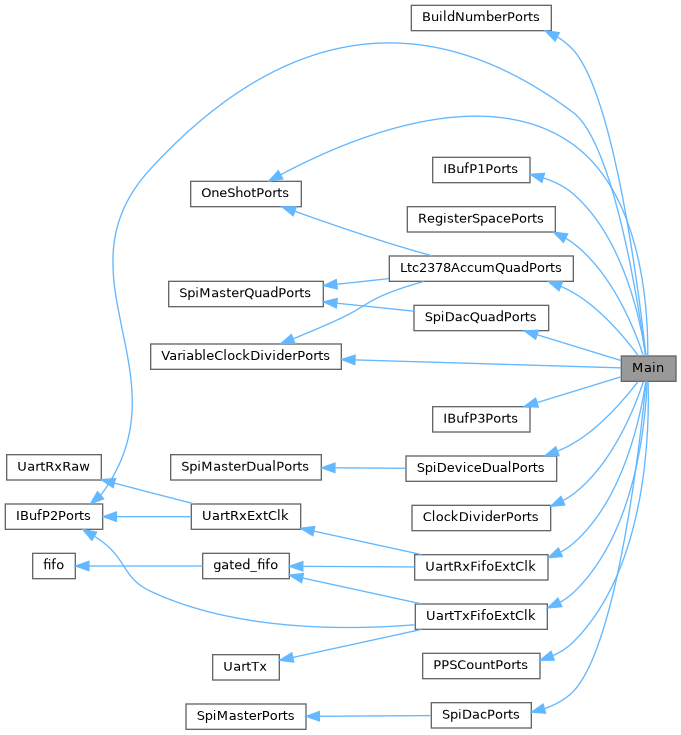 BuildNumberPorts
IBufP1Ports
OneShotPorts
RegisterSpacePorts
Ltc2378AccumQuadPorts
SpiMasterQuadPorts
SpiDacQuadPorts
VariableClockDividerPorts
Main
IBufP3Ports
UartRxRaw
SpiMasterDualPorts
SpiDeviceDualPorts
IBufP2Ports
UartRxExtClk
ClockDividerPorts
fifo
gated_fifo
UartRxFifoExtClk
UartTxFifoExtClk
UartTx
PPSCountPorts
SpiMasterPorts
SpiDacPorts